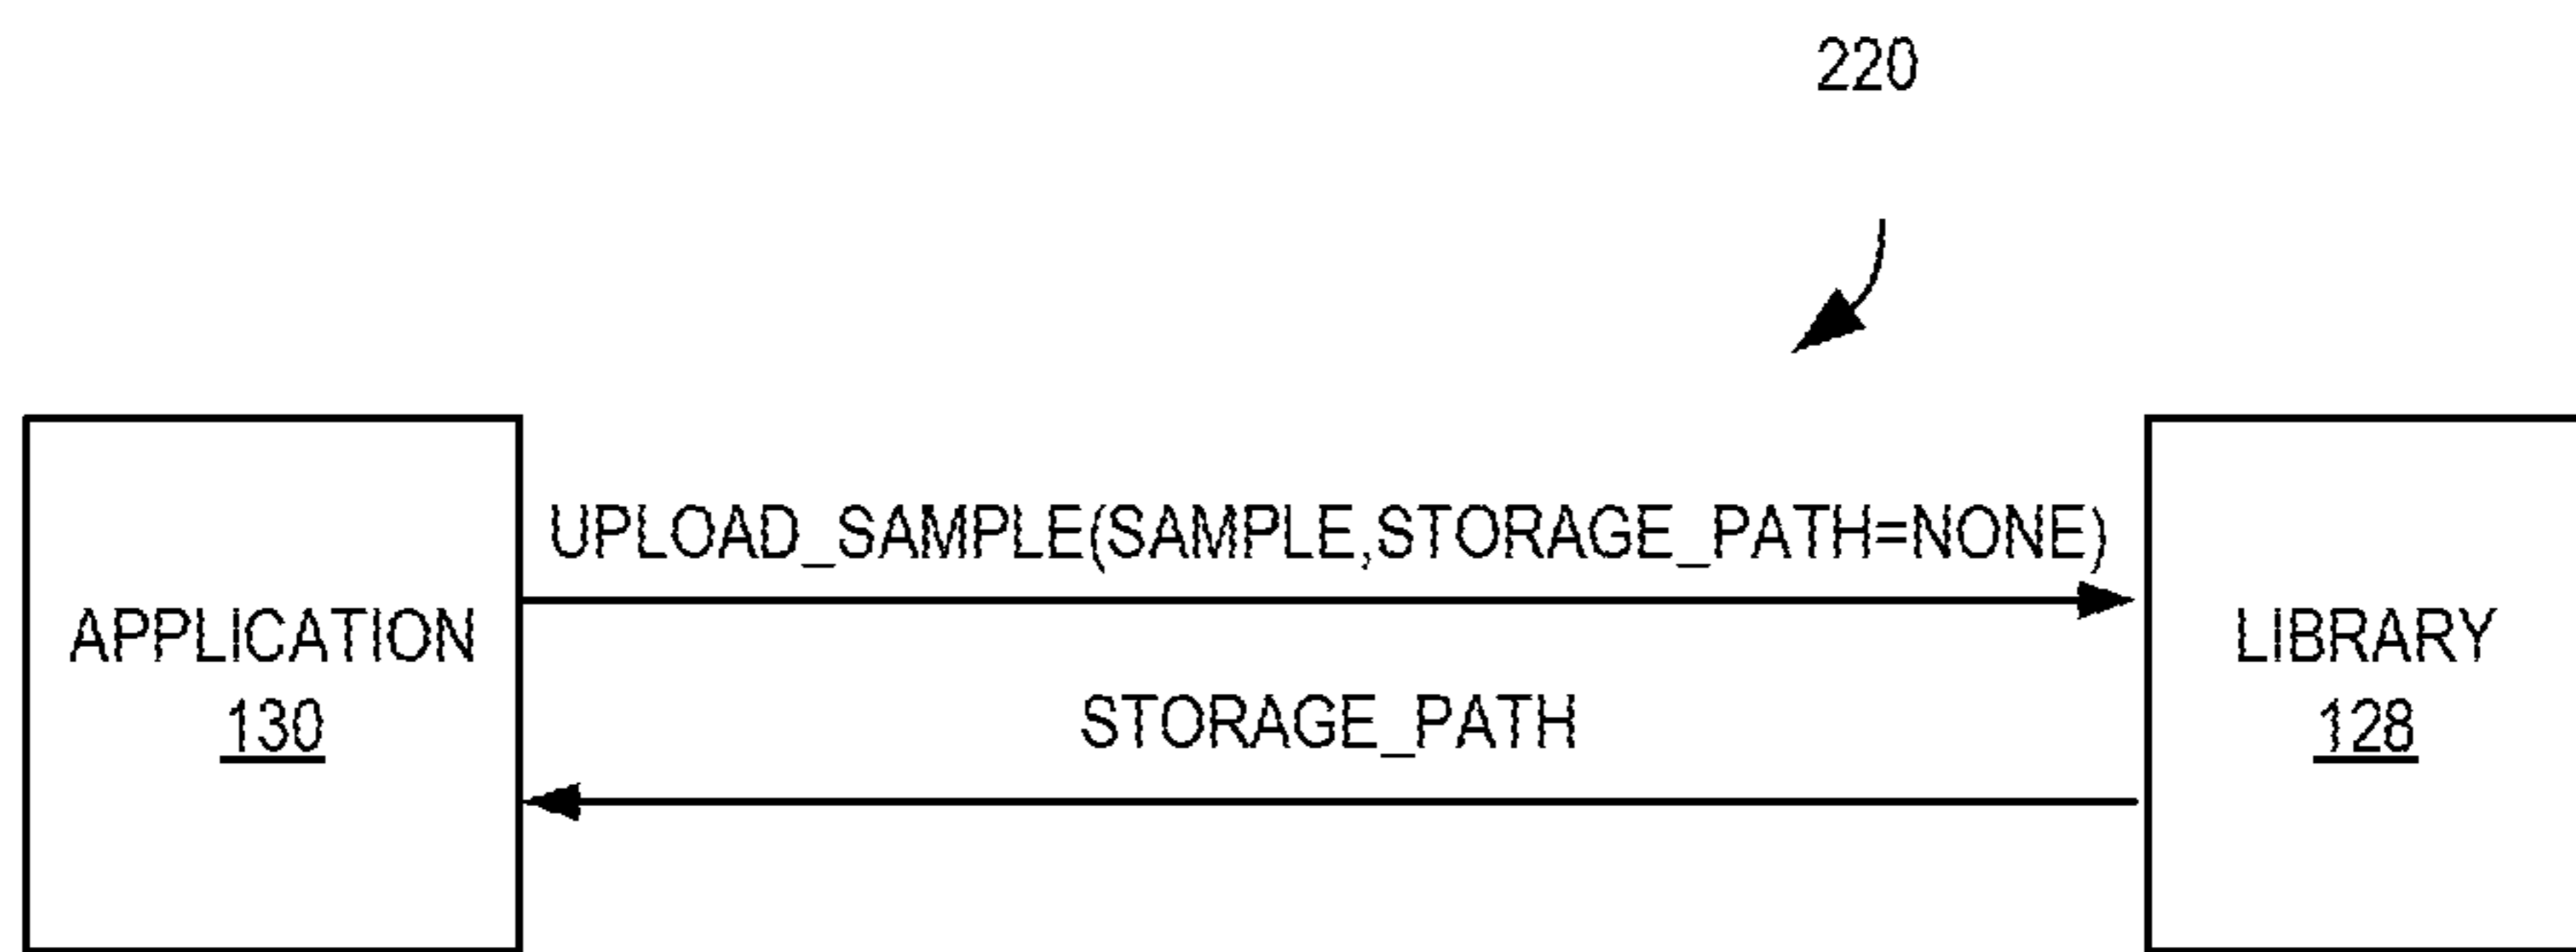 220
UPLOAD_SAMPLE(SAMPLE,STORAGE_PATH=NONE)
APPLICATION
130
STORAGE_PATH
LIBRARY
128